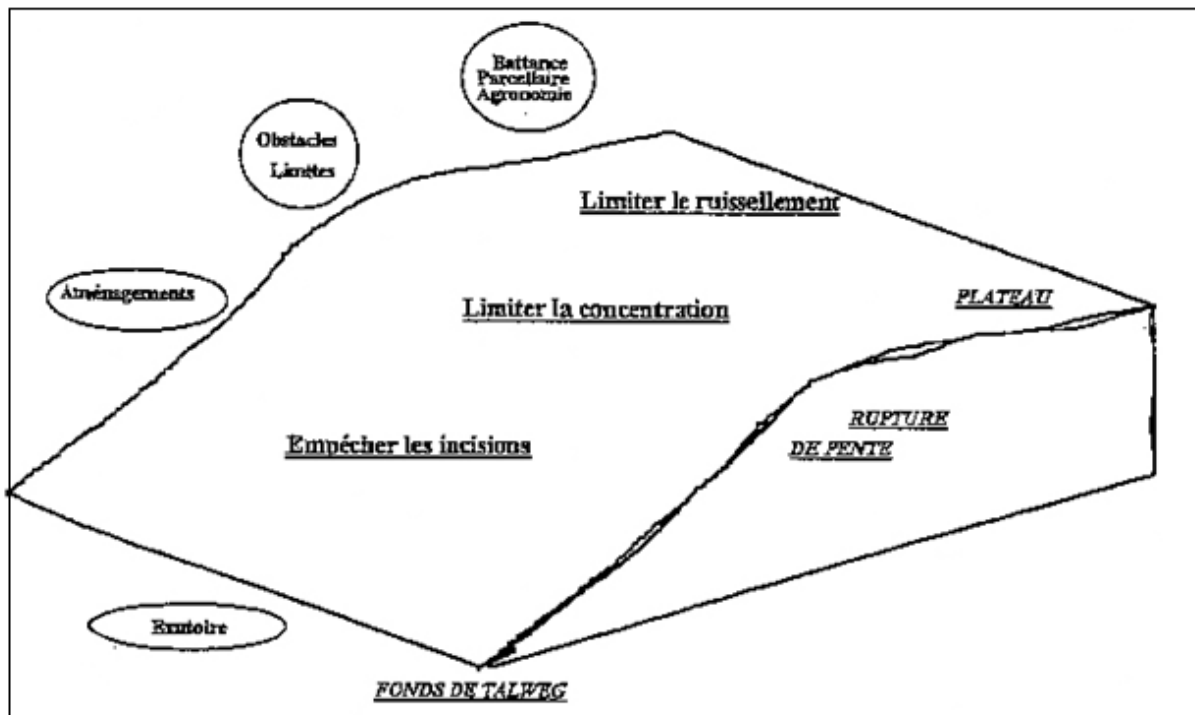 Battance
Parcellaire
Agronomie
Obstacles
Limites
Limiter le ruissellement
Aménagements
Limiter la concentration
PLATEAU
RUPTURE
DE PENTE
Empécher les incisions
Exutoire
FONDS DE TALWEG